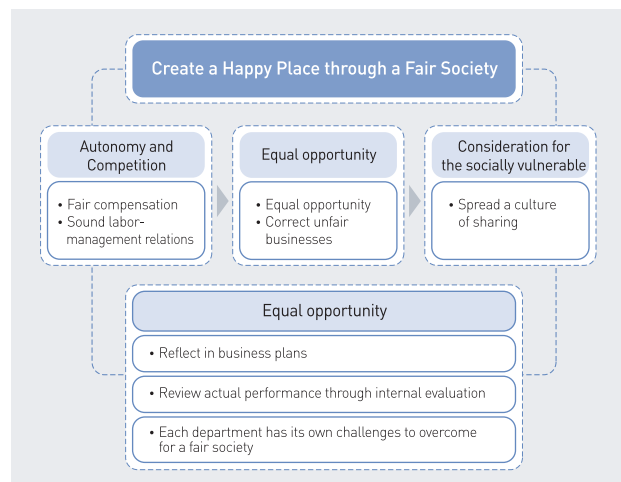 Create a Happy Place through a Fair Society
Autonomy and
Competition
• Fair compensation
• Sound labor-
management relations
Equal opportunity
• Equal opportunity
• Correct unfair
businesses
Consideration for
the socially vulnerable
• Spread a culture
of sharing
Equal opportunity
• Reflect in business plans
• Review actual performance through internal evaluation
• Each department has its own challenges to overcome
for a fair society